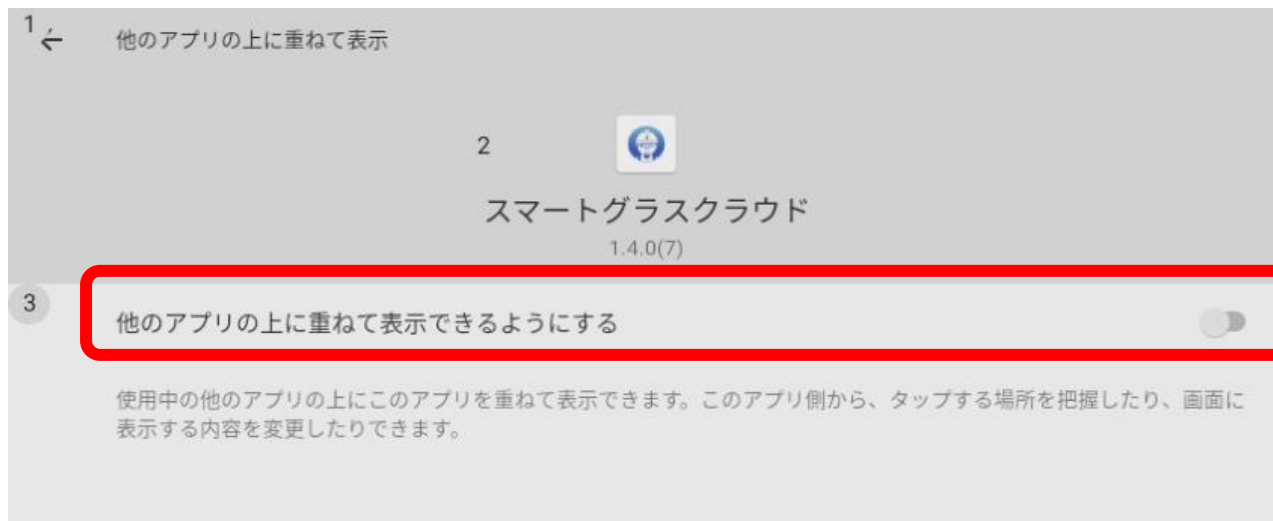 1
他のアプリの上に重ねて表示
2
スマートグラスクラウド
1.4.0(7)
3
他のアプリの上に重ねて表示できるようにする
使用中の他のアプリの上にこのアプリを重ねて表示できます。このアプリ側から、タップする場所を把握したり、画面に
表示する内容を変更したりできます。